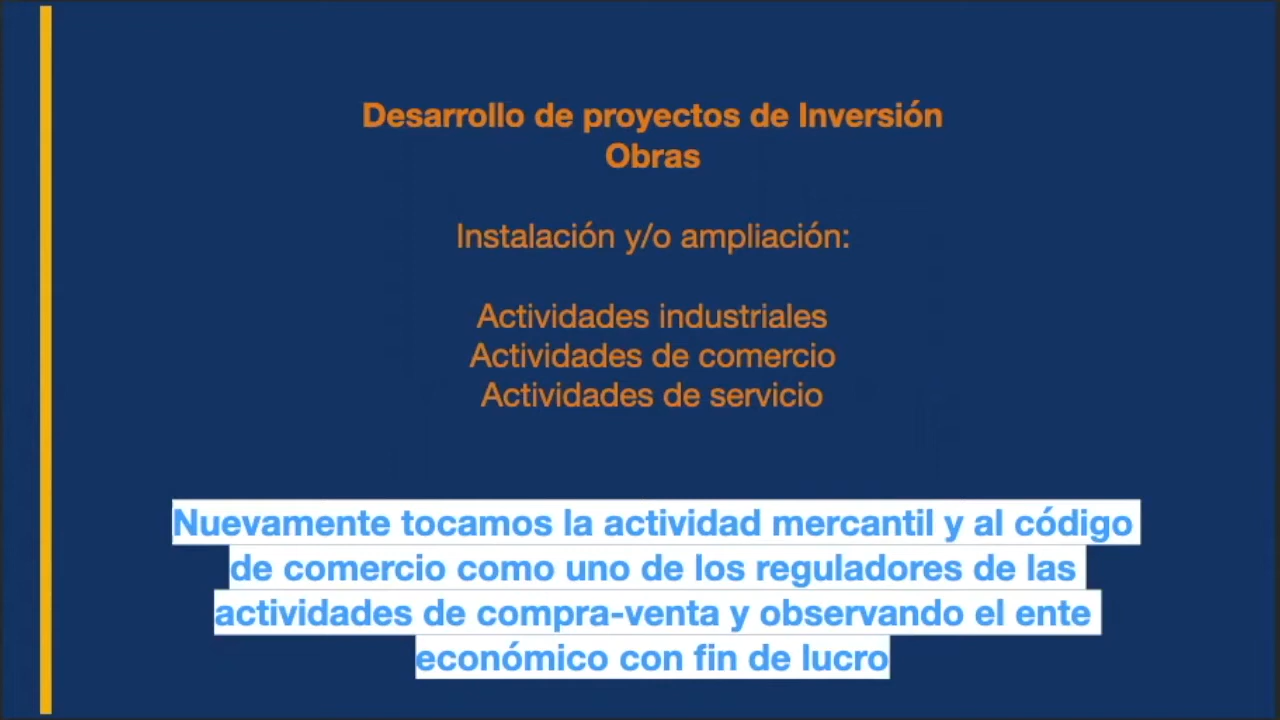 Desarrollo de proyectos de Inversión
Obras
Instalación y/o ampliación:
Actividades industriales
Actividades de comercio
Actividades de servicio
Nuevamente tocamos la actividad mercantil y al código
de comercio como uno de los reguladores de las
actividades de compra-venta y observando el ente
económico con fin de lucro